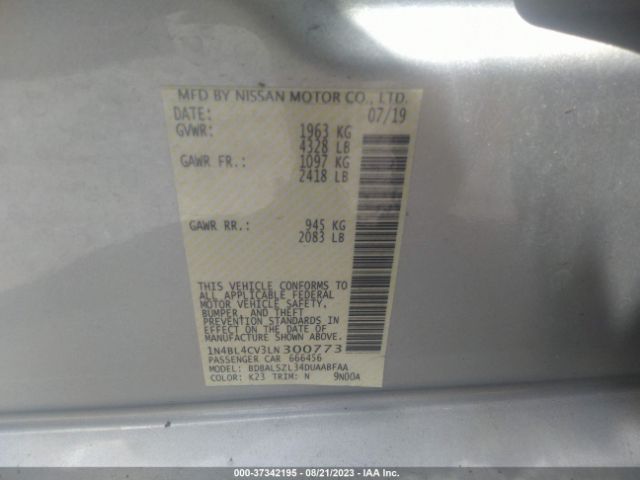 MFD BY NISSAN MOTOR CO., LTD.
DATE: 07/19
GVWR: 1963 KG
4328 LB
GAWR FR.: 1097 KG
2418 LB
GAWR RR.: 945 KG
2083 LB
THIS VEHICLE CONFORMS TO
ALL APPLICABLE FEDERAL
MOTOR VEHICLE SAFETY,
BUMPER, AND THEFT
PREVENTION STANDARDS
IN EFFECT ON THE DATE OF
MANUFACTURE SHOWN ABOVE.
1N4BL4CV3LN300773
PASSENGER CAR 666456
MODEL: BDBALSZL34DUAABFAA
COLOR: K23 TRIM: N 9N00A
000-37342195 - 08/21/2023 - IAA Inc.